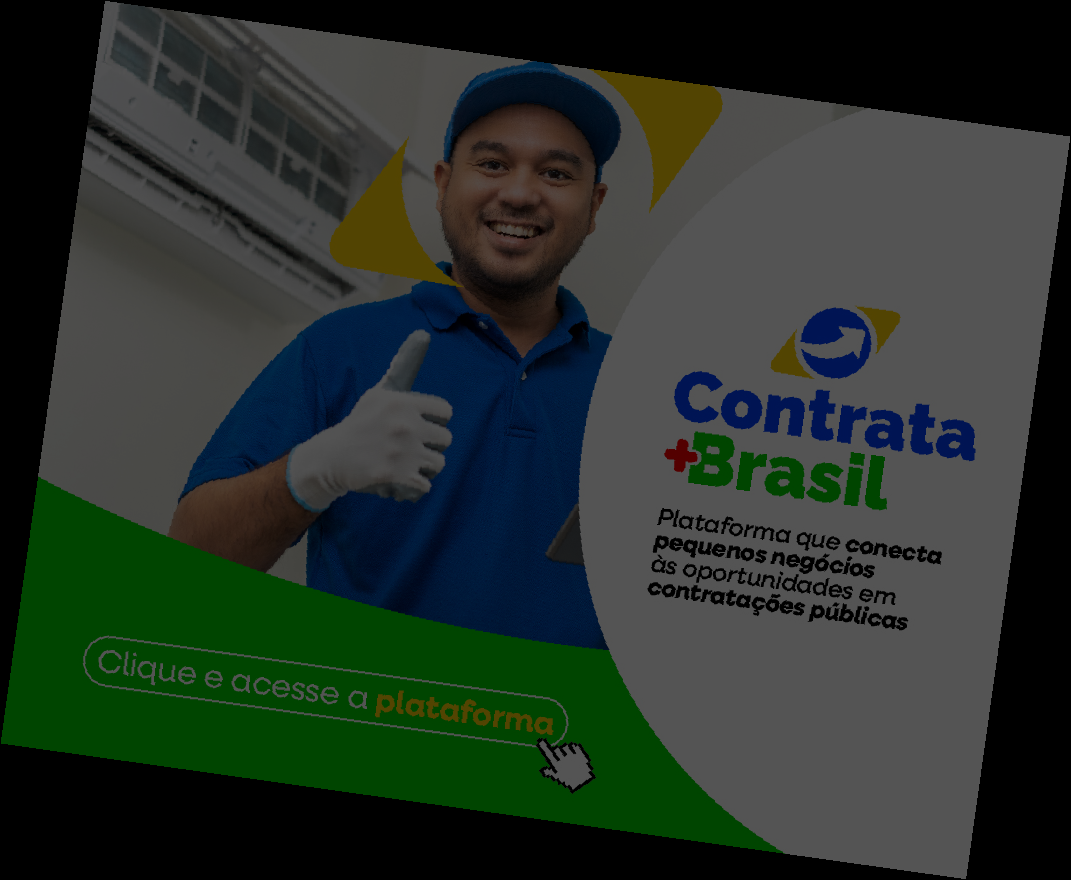 Contrata
+Brasil
Plataforma que conecta
pequenos negócios
às oportunidades em
contratações públicas
Clique e acesse a plataforma